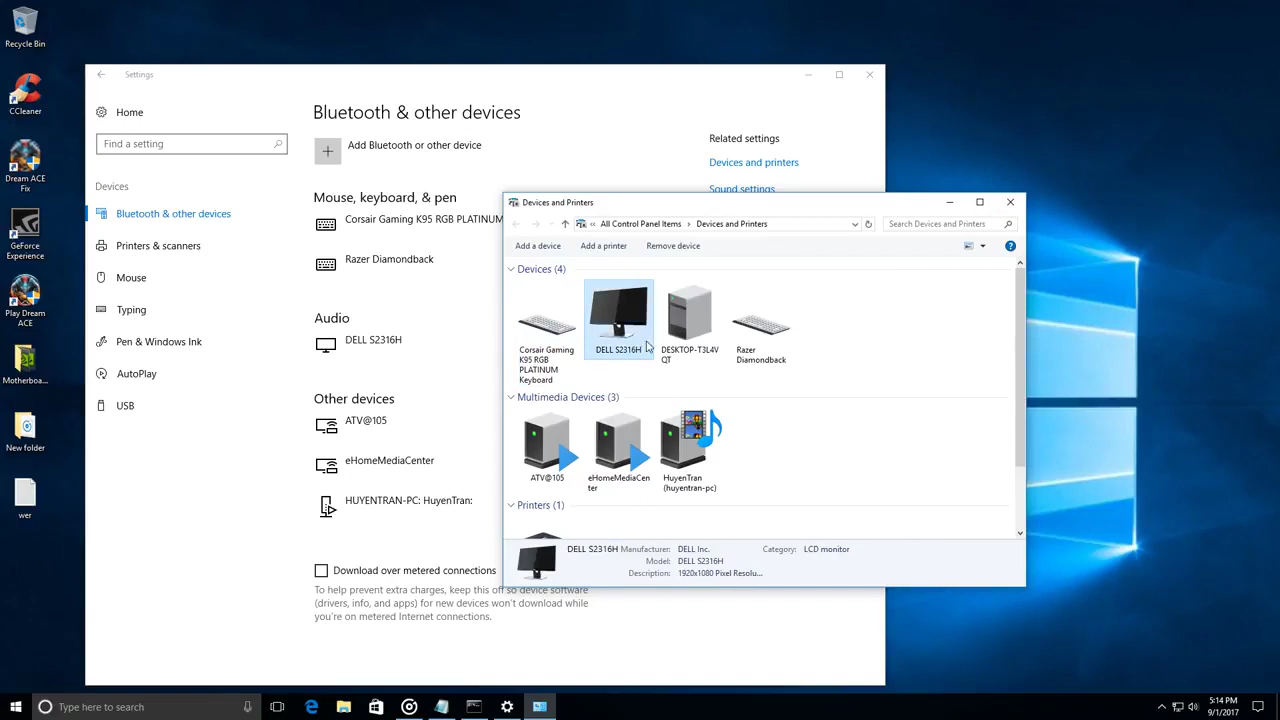 Recycle Bin
CCleaner
Dream ACE
Fix
GeForce
Experience
Play Dream
ACE
Motherboa...
New folder
wer
Settings
Home
Find a setting
Devices
Bluetooth & other devices
Printers & scanners
Mouse
Typing
Pen & Windows Ink
AutoPlay
USB
Bluetooth & other devices
Add Bluetooth or other device
Mouse, keyboard, & pen
Corsair Gaming K95 RGB PLATINUM
Razer Diamondback
Audio
DELL S2316H
Other devices
ATV@105
eHomeMediaCenter
HUYENTRAN-PC: HuyenTran:
Download over metered connections
To help prevent extra charges, keep this off so device software
(drivers, info, and apps) for new devices won't download while
you're on metered Internet connections.
Related settings
Devices and printers
Sound settings
Devices and Printers
« All Control Panel Items > Devices and Printers
Search Devices and Printers
Add a device
Add a printer
Remove device
Devices (4)
Corsair Gaming
K95 RGB
PLATINUM
Keyboard
DELL S2316H
DESKTOP-T3L4V
QT
Razer
Diamondback
Multimedia Devices (3)
ATV@105
eHomeMediaCen
ter
HuyenTran
(huyentran-pc)
Printers (1)
DELL S2316H
Manufacturer: DELL Inc.
Model: DELL S2316H
Description: 1920x1080 Pixel Resolu...
Category: LCD monitor
Type here to search
5:14 PM
9/1/2017